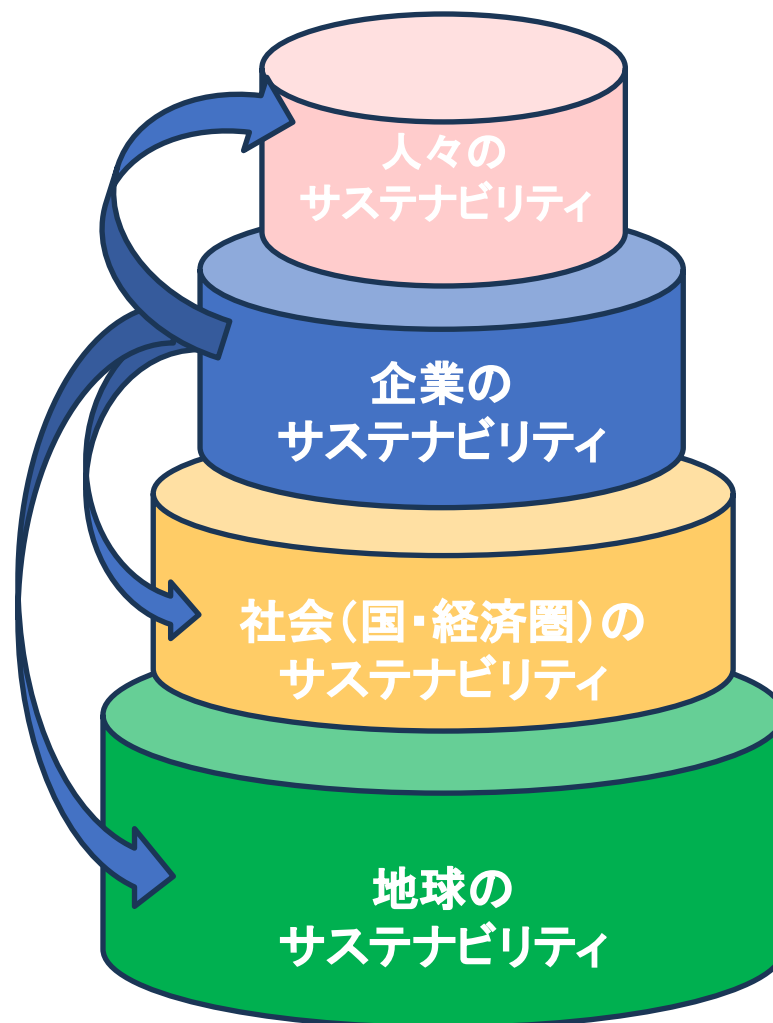 人々の
サステナビリティ
企業の
サステナビリティ
社会（国・経済圏）の
サステナビリティ
地球の
サステナビリティ